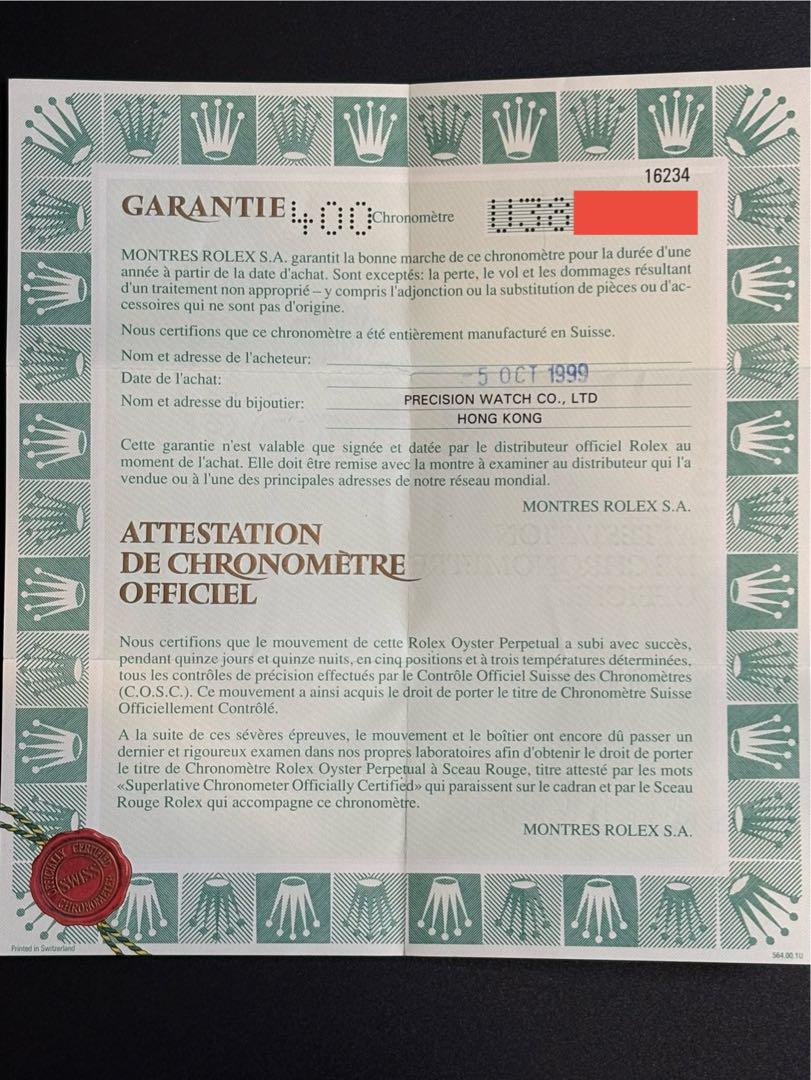 16234
GARANTIE 400 Chronomètre U38
MONTRES ROLEX S.A. garantit la bonne marche de ce chronomètre pour la durée d'une
année à partir de la date d'achat. Sont exceptés: la perte, le vol et les dommages résultant
d'un traitement non approprié – y compris l'adjonction ou la substitution de pièces ou d'ac-
cessoires qui ne sont pas d'origine.
Nous certifions que ce chronomètre a été entièrement manufacturé en Suisse.
Nom et adresse de l'acheteur:
Date de l'achat: -5 OCT 1999
Nom et adresse du bijoutier: PRECISION WATCH CO., LTD
HONG KONG
Cette garantie n'est valable que signée et datée par le distributeur officiel Rolex au
moment de l'achat. Elle doit être remise avec la montre à examiner au distributeur qui l'a
vendue ou à l'une des principales adresses de notre réseau mondial.
MONTRES ROLEX S.A.
ATTESTATION
DE CHRONOMÈTRE
OFFICIEL
Nous certifions que le mouvement de cette Rolex Oyster Perpetual a subi avec succès,
pendant quinze jours et quinze nuits, en cinq positions et à trois températures déterminées,
tous les contrôles de précision effectués par le Contrôle Officiel Suisse des Chronomètres
(C.O.S.C.). Ce mouvement a ainsi acquis le droit de porter le titre de Chronomètre Suisse
Officiellement Contrôlé.
A la suite de ces sévères épreuves, le mouvement et le boîtier ont encore dû passer un
dernier et rigoureux examen dans nos propres laboratoires afin d'obtenir le droit de porter
le titre de Chronomètre Rolex Oyster Perpetual à Sceau Rouge, titre attesté par les mots
«Superlative Chronometer Officially Certified» qui paraissent sur le cadran et par le Sceau
Rouge Rolex qui accompagne ce chronomètre.
MONTRES ROLEX S.A.
OFFICIALLY CERTIFIED
SWISS
CHRONOMETER
Printed in Switzerland
564.00.1U